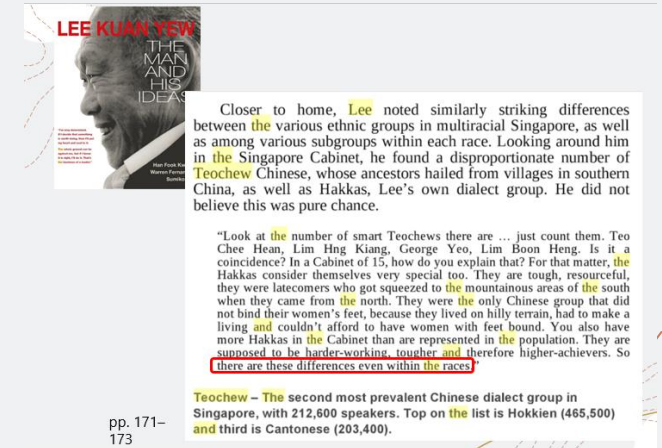 LEE KUAN YEW
THE
MAN
AND
HIS
IDEAS
Han Fook Kw
Warren Fernan
Sumiko
Closer to home, Lee noted similarly striking differences
between the various ethnic groups in multiracial Singapore, as well
as among various subgroups within each race. Looking around him
in the Singapore Cabinet, he found a disproportionate number of
Teochew Chinese, whose ancestors hailed from villages in southern
China, as well as Hakkas, Lee's own dialect group. He did not
believe this was pure chance.
“Look at the number of smart Teochews there are … just count them. Teo
Chee Hean, Lim Hng Kiang, George Yeo, Lim Boon Heng. Is it a
coincidence? In a Cabinet of 15, how do you explain that? For that matter, the
Hakkas consider themselves very special too. They are tough, resourceful,
they were latecomers who got squeezed to the mountainous areas of the south
when they came from the north. They were the only Chinese group that did
not bind their women's feet, because they lived on hilly terrain, had to make a
living and couldn't afford to have women with feet bound. You also have
more Hakkas in the Cabinet than are represented in the population. They are
supposed to be harder-working, tougher and therefore higher-achievers. So
there are these differences even within the races.”
Teochew – The second most prevalent Chinese dialect group in
Singapore, with 212,600 speakers. Top on the list is Hokkien (465,500)
and third is Cantonese (203,400).
pp. 171–
173